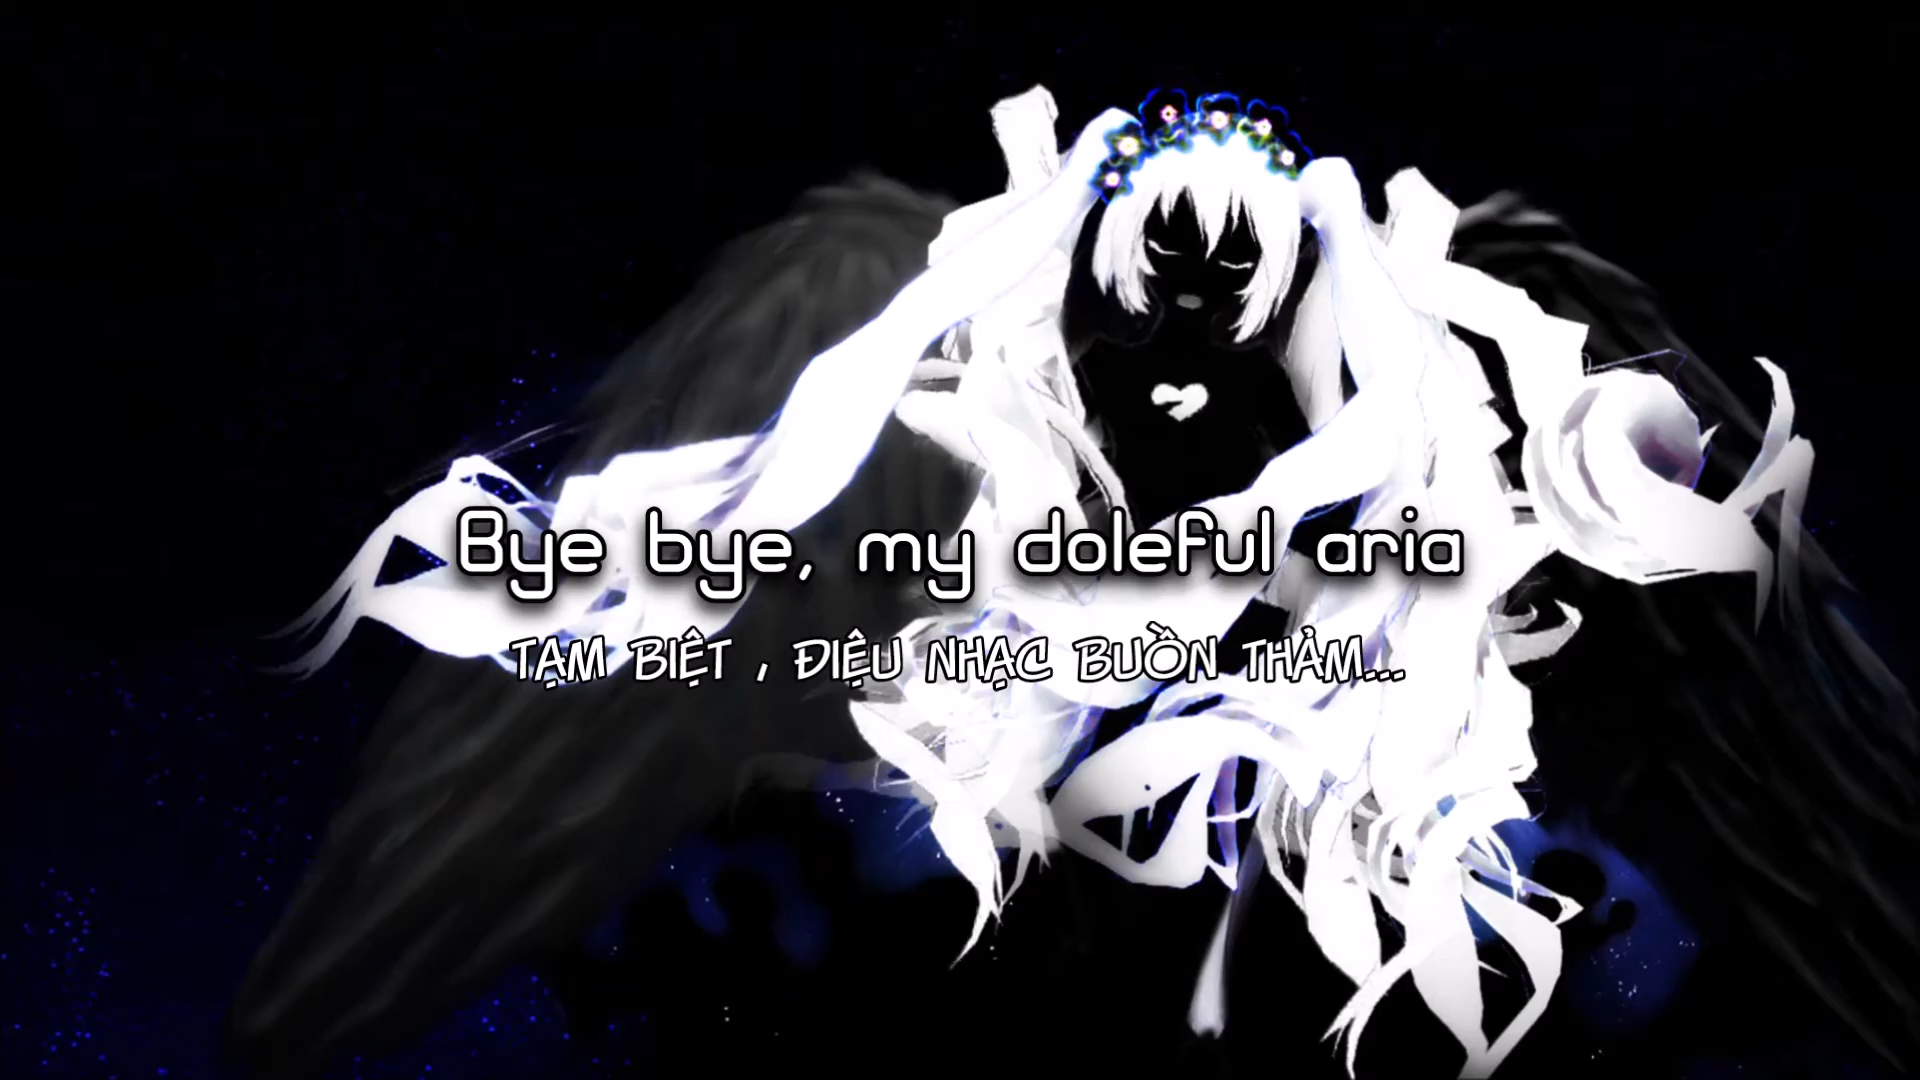 Bye bye, my doleful aria
TẠM BIỆT , ĐIỆU NHẠC BUỒN THẢM...